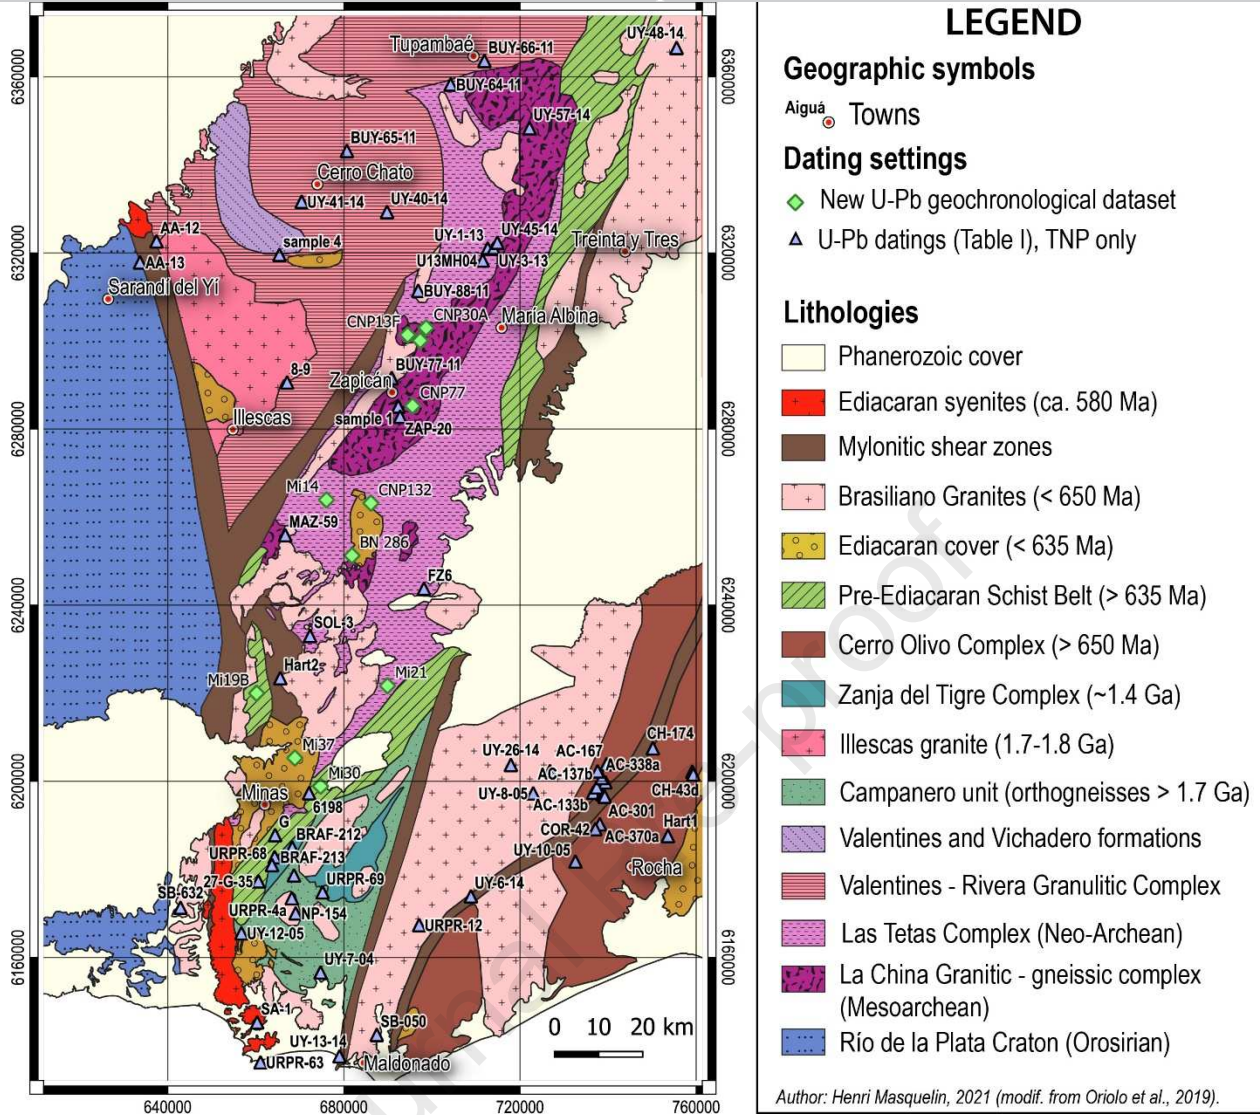 LEGEND
Geographic symbols
Aiguá Towns
Dating settings
New U-Pb geochronological dataset
U-Pb datings (Table I), TNP only
Lithologies
Phanerozoic cover
Ediacaran syenites (ca. 580 Ma)
Mylonitic shear zones
Brasiliano Granites (< 650 Ma)
Ediacaran cover (< 635 Ma)
Pre-Ediacaran Schist Belt (> 635 Ma)
Cerro Olivo Complex (> 650 Ma)
Zanja del Tigre Complex (~1.4 Ga)
Illescas granite (1.7-1.8 Ga)
Campanero unit (orthogneisses > 1.7 Ga)
Valentines and Vichadero formations
Valentines - Rivera Granulitic Complex
Las Tetas Complex (Neo-Archean)
La China Granitic - gneissic complex
(Mesoarchean)
Río de la Plata Craton (Orosirian)
Author: Henri Masquelin, 2021 (modif. from Oriolo et al., 2019).
UY-48-14
Tupambaé
BUY-66-11
6360000
6360000
BUY-64-11
UY-57-14
BUY-65-11
Cerro Chato
UY-41-14
UY-40-14
AA-12
sample 4
UY-1-13
UY-45-14
Treinta y Tres
6320000
6320000
AA-13
U13MH04
UY-3-13
Sarandí del Yí
BUY-88-11
CNP13F
CNP30A
María Albina
8-9
BUY-77-11
Zapicán
CNP77
Illescas
sample 1
ZAP-20
6280000
6280000
Mi14
CNP132
MAZ-59
BN 286
FZ6
6240000
6240000
SOL-3
Hart2
Mi19B
Mi21
Mi37
UY-26-14
AC-167
CH-174
AC-338a
AC-137b
Mi30
6200000
6200000
Minas
6198
UY-8-05
AC-133b
CH-43d
AC-301
G
BRAF-212
COR-42
AC-370a
Hart1
URPR-68
BRAF-213
UY-10-05
Rocha
27-G-35
URPR-69
SB-632
UY-6-14
URPR-4a
NP-154
URPR-12
UY-12-05
6160000
6160000
UY-7-04
SA-1
SB-050
0 10 20 km
UY-13-14
URPR-63
Maldonado
640000
680000
720000
760000
nal
-proof